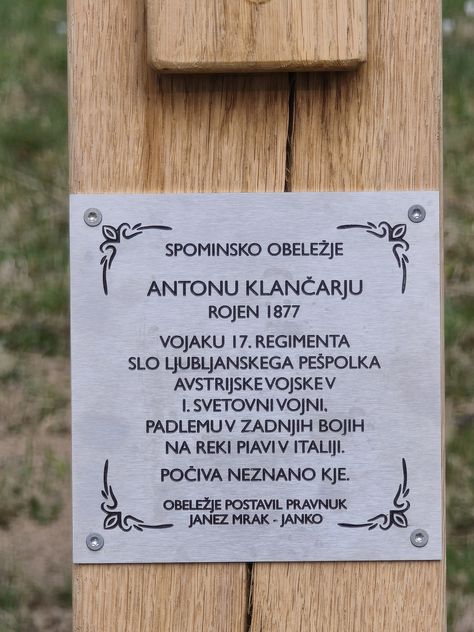 SPOMINSKO OBELEŽJE
ANTONU KLANČARJU
ROJEN 1877
VOJAKU 17. REGIMENTA
SLO LJUBLJANSKEGA PEŠPOLKA
AVSTRIJSKE VOJSKE V
I. SVETOVNI VOJNI,
PADLEMU V ZADNJIH BOJIH
NA REKI PIAVI V ITALIJI.
POČIVA NEZNANO KJE.
OBELEŽJE POSTAVIL PRAVNUK
JANEZ MRAK - JANKO